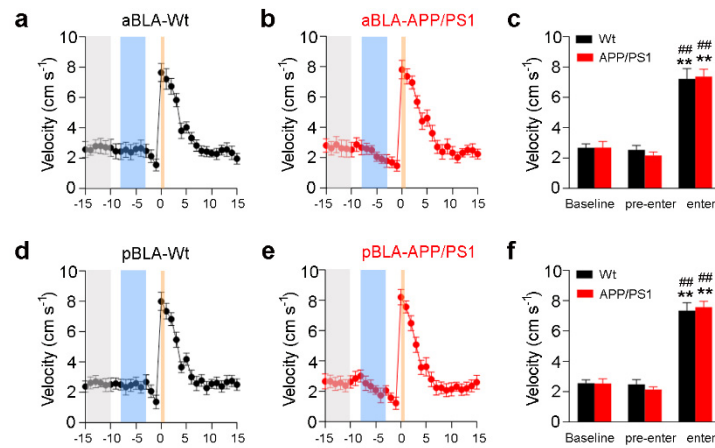 a aBLA-Wt
Velocity (cm s-1)
10
8
6
4
2
0
-15 -10 -5 0 5 10 15
b aBLA-APP/PS1
Velocity (cm s-1)
10
8
6
4
2
0
-15 -10 -5 0 5 10 15
c
Velocity (cm s-1)
10
8
6
4
2
0
Wt
APP/PS1
## ##
** **
Baseline pre-enter enter
d pBLA-Wt
Velocity (cm s-1)
10
8
6
4
2
0
-15 -10 -5 0 5 10 15
e pBLA-APP/PS1
Velocity (cm s-1)
10
8
6
4
2
0
-15 -10 -5 0 5 10 15
f
Velocity (cm s-1)
10
8
6
4
2
0
Wt
APP/PS1
## ##
** **
Baseline pre-enter enter